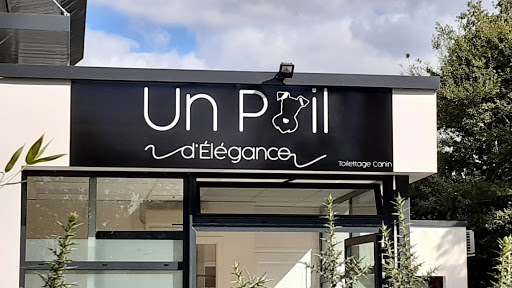 Un Poil
d'Élégance
Toilettage Canin